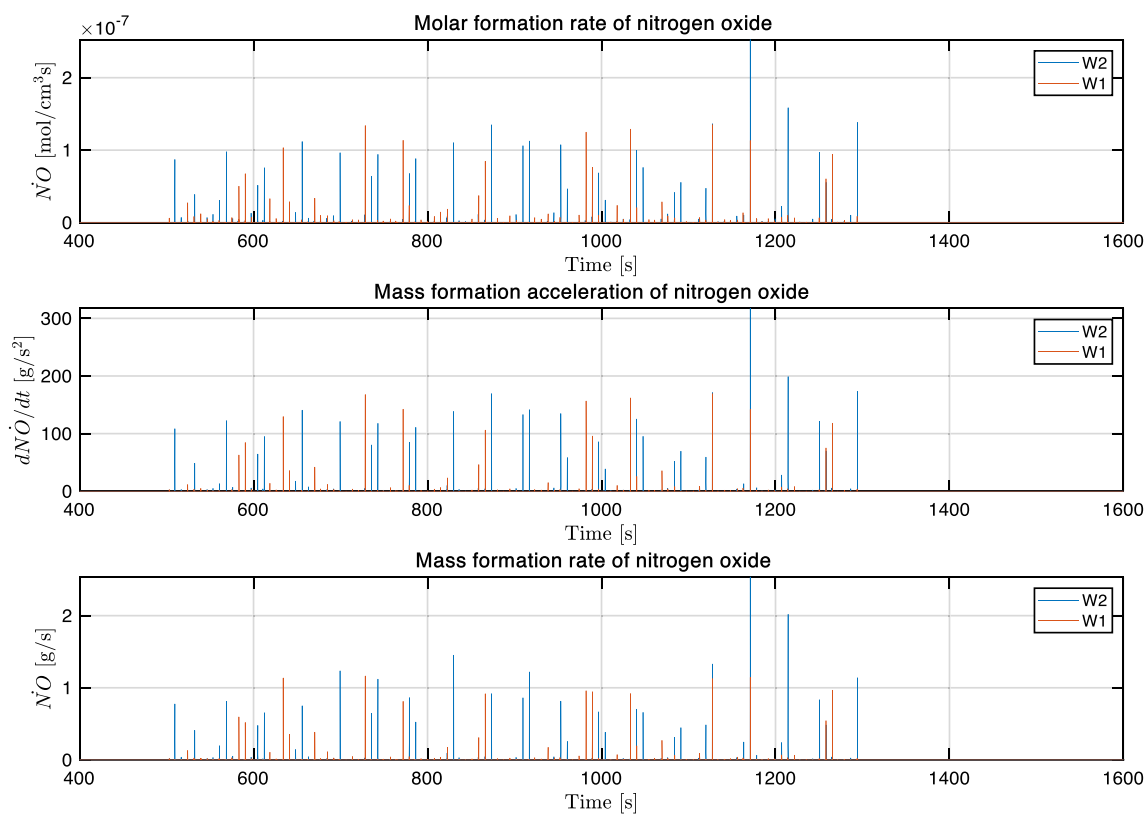 Molar formation rate of nitrogen oxide
×10⁻⁷
2
1
0
ṄO [mol/cm³s]
W2
W1
400 600 800 1000 1200 1400 1600
Time [s]
Mass formation acceleration of nitrogen oxide
300
200
100
0
dṄO/dt [g/s²]
W2
W1
400 600 800 1000 1200 1400 1600
Time [s]
Mass formation rate of nitrogen oxide
2
1
0
ṄO [g/s]
W2
W1
400 600 800 1000 1200 1400 1600
Time [s]